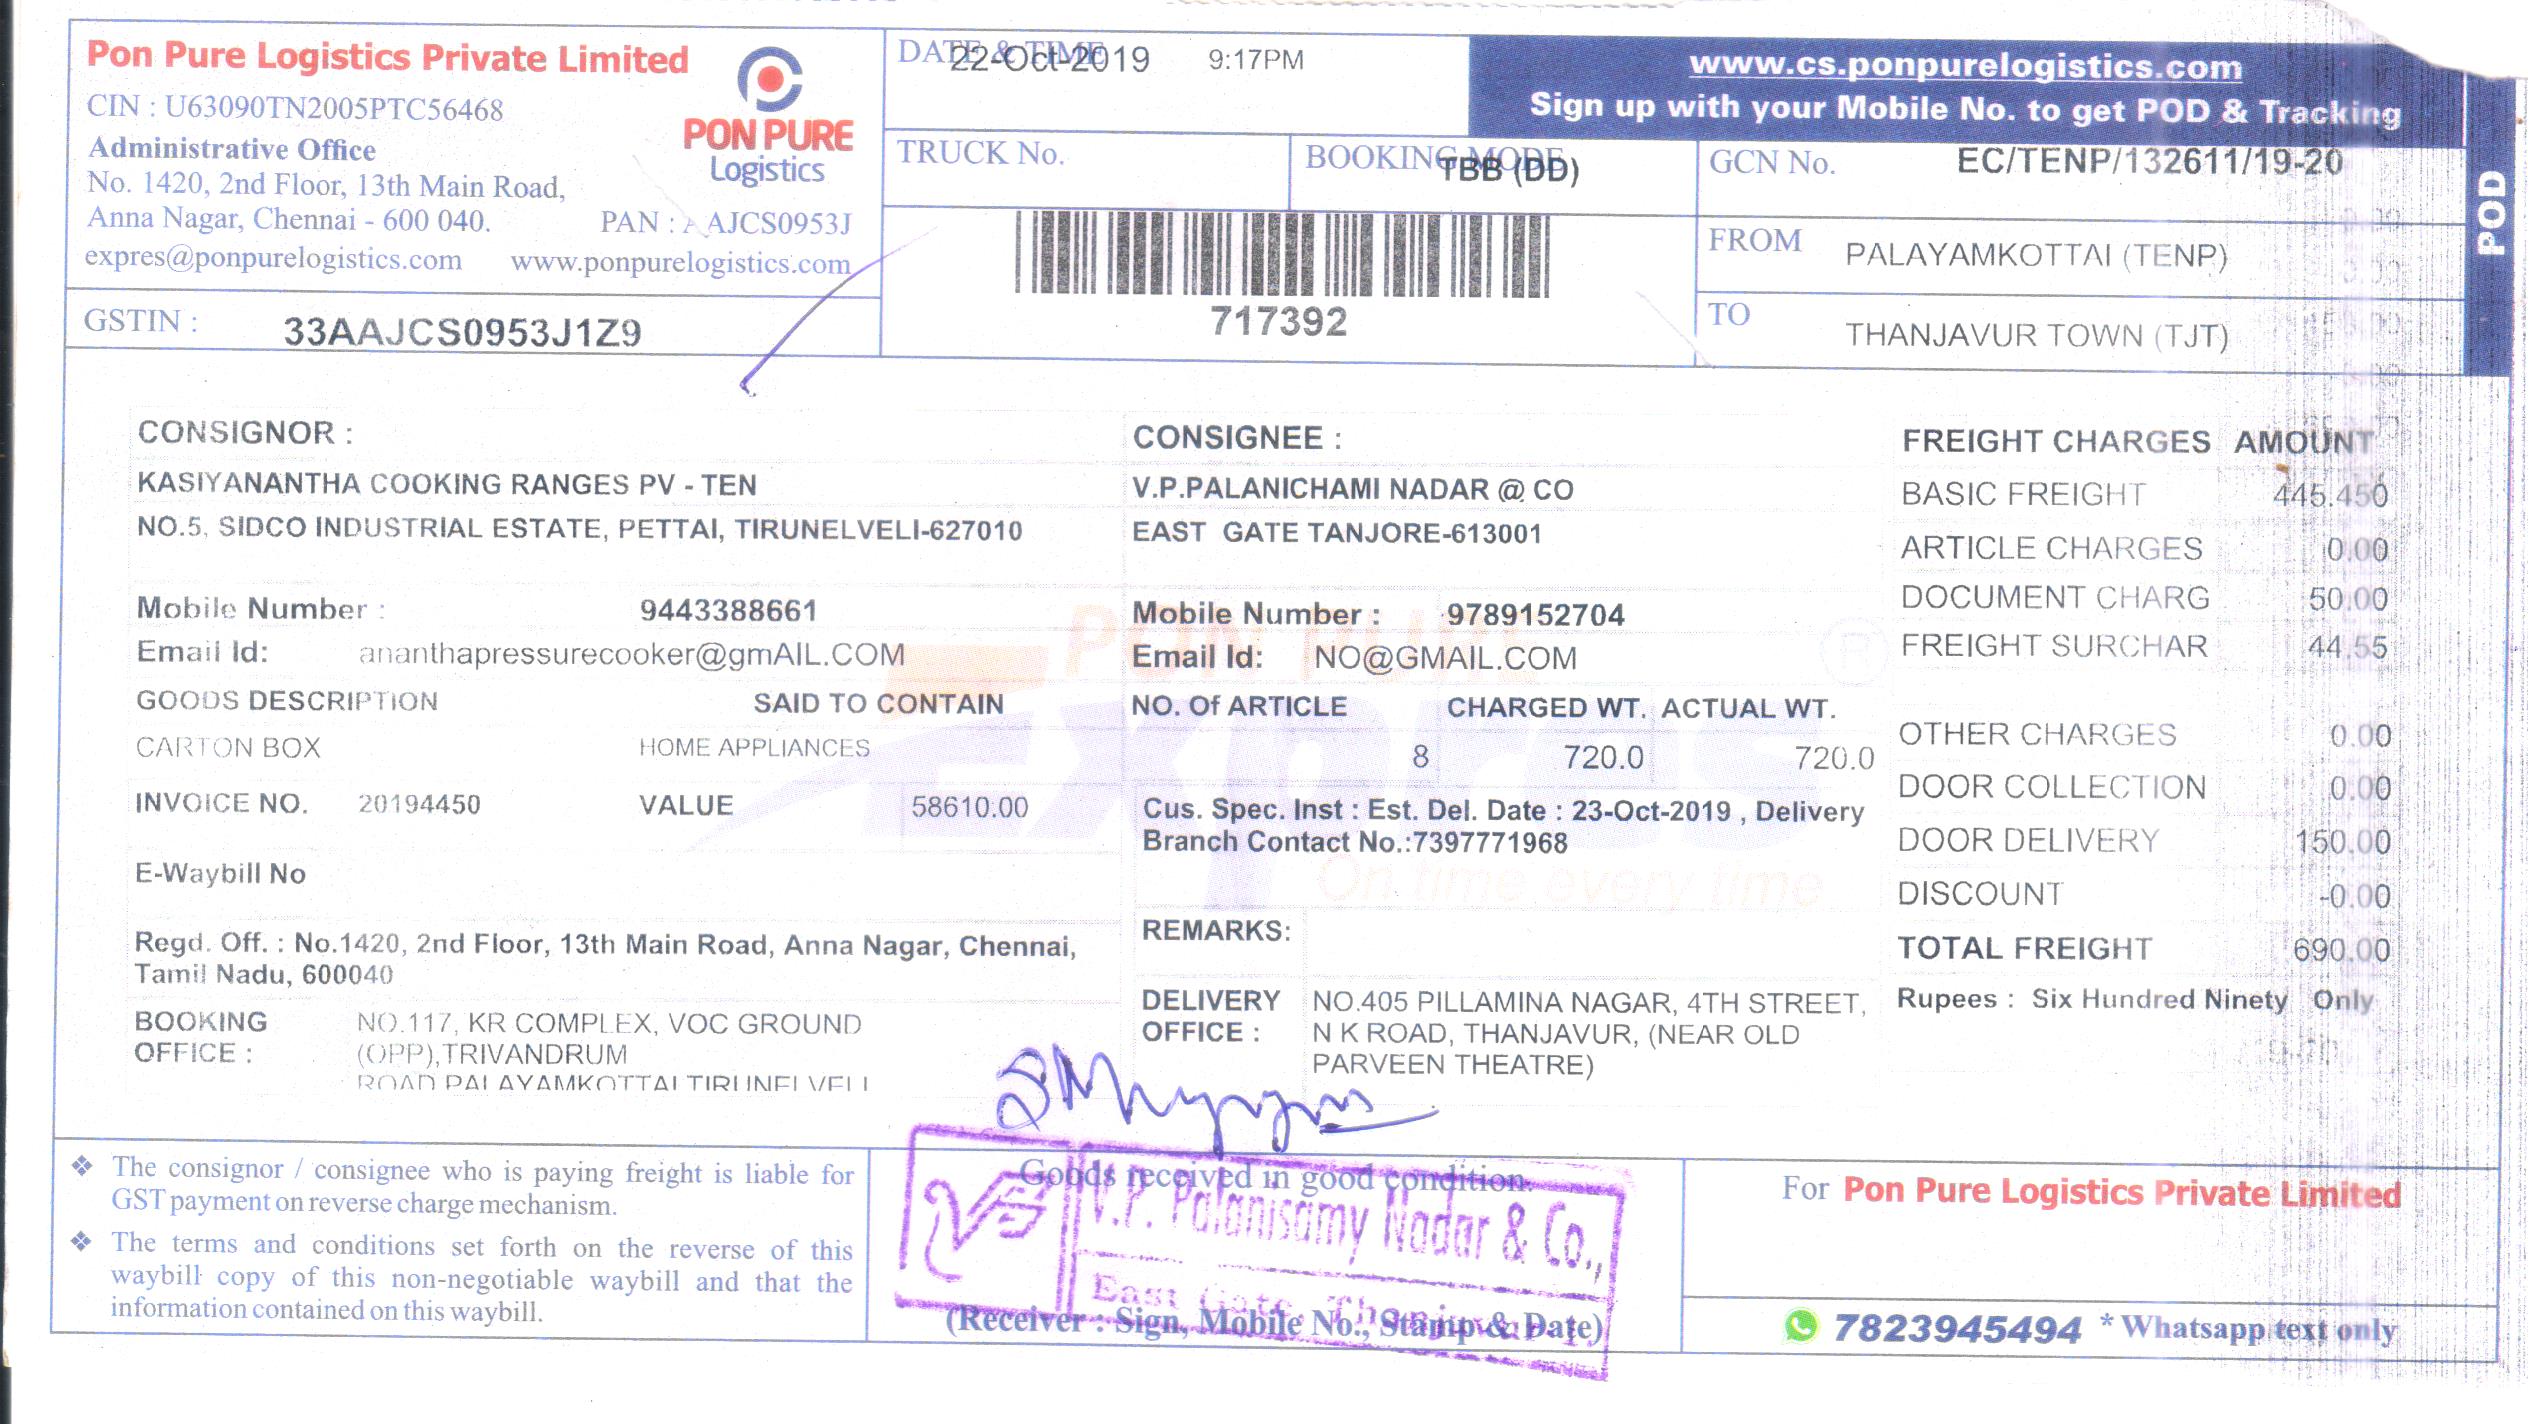 Pon Pure Logistics Private Limited
CIN : U63090TN2005PTC56468
Administrative Office
No. 1420, 2nd Floor, 13th Main Road,
Anna Nagar, Chennai - 600 040. PAN : AAJCS0953J
expres@ponpurelogistics.com www.ponpurelogistics.com
GSTIN : 33AAJCS0953J1Z9
PON PURE
Logistics
DATE & TIME 22-Oct-2019 9:17PM
www.cs.ponpurelogistics.com
Sign up with your Mobile No. to get POD & Tracking
TRUCK No.
BOOKING MODE TBB (DD)
GCN No. EC/TENP/132611/19-20
717392
FROM PALAYAMKOTTAI (TENP)
TO THANJAVUR TOWN (TJT)
POD
CONSIGNOR :
KASIYANANTHA COOKING RANGES PV - TEN
NO.5, SIDCO INDUSTRIAL ESTATE, PETTAI, TIRUNELVELI-627010
Mobile Number : 9443388661
Email Id: ananthapressurecooker@gmAIL.COM
GOODS DESCRIPTION SAID TO CONTAIN
CARTON BOX HOME APPLIANCES
INVOICE NO. 20194450 VALUE 58610.00
E-Waybill No
Regd. Off. : No.1420, 2nd Floor, 13th Main Road, Anna Nagar, Chennai,
Tamil Nadu, 600040
BOOKING OFFICE : NO.117, KR COMPLEX, VOC GROUND
(OPP),TRIVANDRUM
ROAD PALAYAMKOTTAI TIRUNELVELI
CONSIGNEE :
V.P.PALANICHAMI NADAR @ CO
EAST GATE TANJORE-613001
Mobile Number : 9789152704
Email Id: NO@GMAIL.COM
NO. Of ARTICLE CHARGED WT. ACTUAL WT.
8 720.0 720.0
Cus. Spec. Inst : Est. Del. Date : 23-Oct-2019 , Delivery
Branch Contact No.:7397771968
PON PURE
Expres
On time every time
REMARKS:
DELIVERY OFFICE : NO.405 PILLAMINA NAGAR, 4TH STREET,
N K ROAD, THANJAVUR, (NEAR OLD
PARVEEN THEATRE)
FREIGHT CHARGES AMOUNT
BASIC FREIGHT 445.450
ARTICLE CHARGES 0.00
DOCUMENT CHARG 50.00
FREIGHT SURCHAR 44.55
OTHER CHARGES 0.00
DOOR COLLECTION 0.00
DOOR DELIVERY 150.00
DISCOUNT -0.00
TOTAL FREIGHT 690.00
Rupees : Six Hundred Ninety Only
The consignor / consignee who is paying freight is liable for
GST payment on reverse charge mechanism.
The terms and conditions set forth on the reverse of this
waybill copy of this non-negotiable waybill and that the
information contained on this waybill.
Goods received in good condition.
V.P. Palanisamy Nadar & Co.,
East Gate, Thanjavur
(Receiver : Sign, Mobile No., Stamp & Date)
For Pon Pure Logistics Private Limited
7823945494 * Whatsapp text only